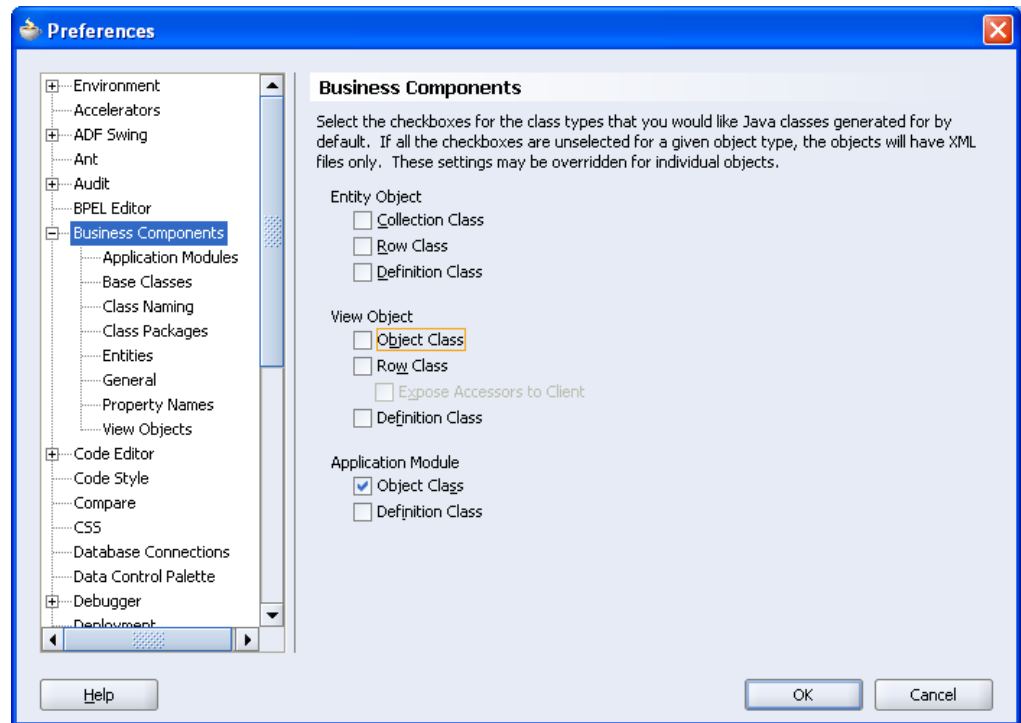 Preferences
Environment
Accelerators
ADF Swing
Ant
Audit
BPEL Editor
Business Components
Application Modules
Base Classes
Class Naming
Class Packages
Entities
General
Property Names
View Objects
Code Editor
Code Style
Compare
CSS
Database Connections
Data Control Palette
Debugger
Deployment
Business Components
Select the checkboxes for the class types that you would like Java classes generated for by
default. If all the checkboxes are unselected for a given object type, the objects will have XML
files only. These settings may be overridden for individual objects.
Entity Object
Collection Class
Row Class
Definition Class
View Object
Object Class
Row Class
Expose Accessors to Client
Definition Class
Application Module
Object Class
Definition Class
Help
OK
Cancel